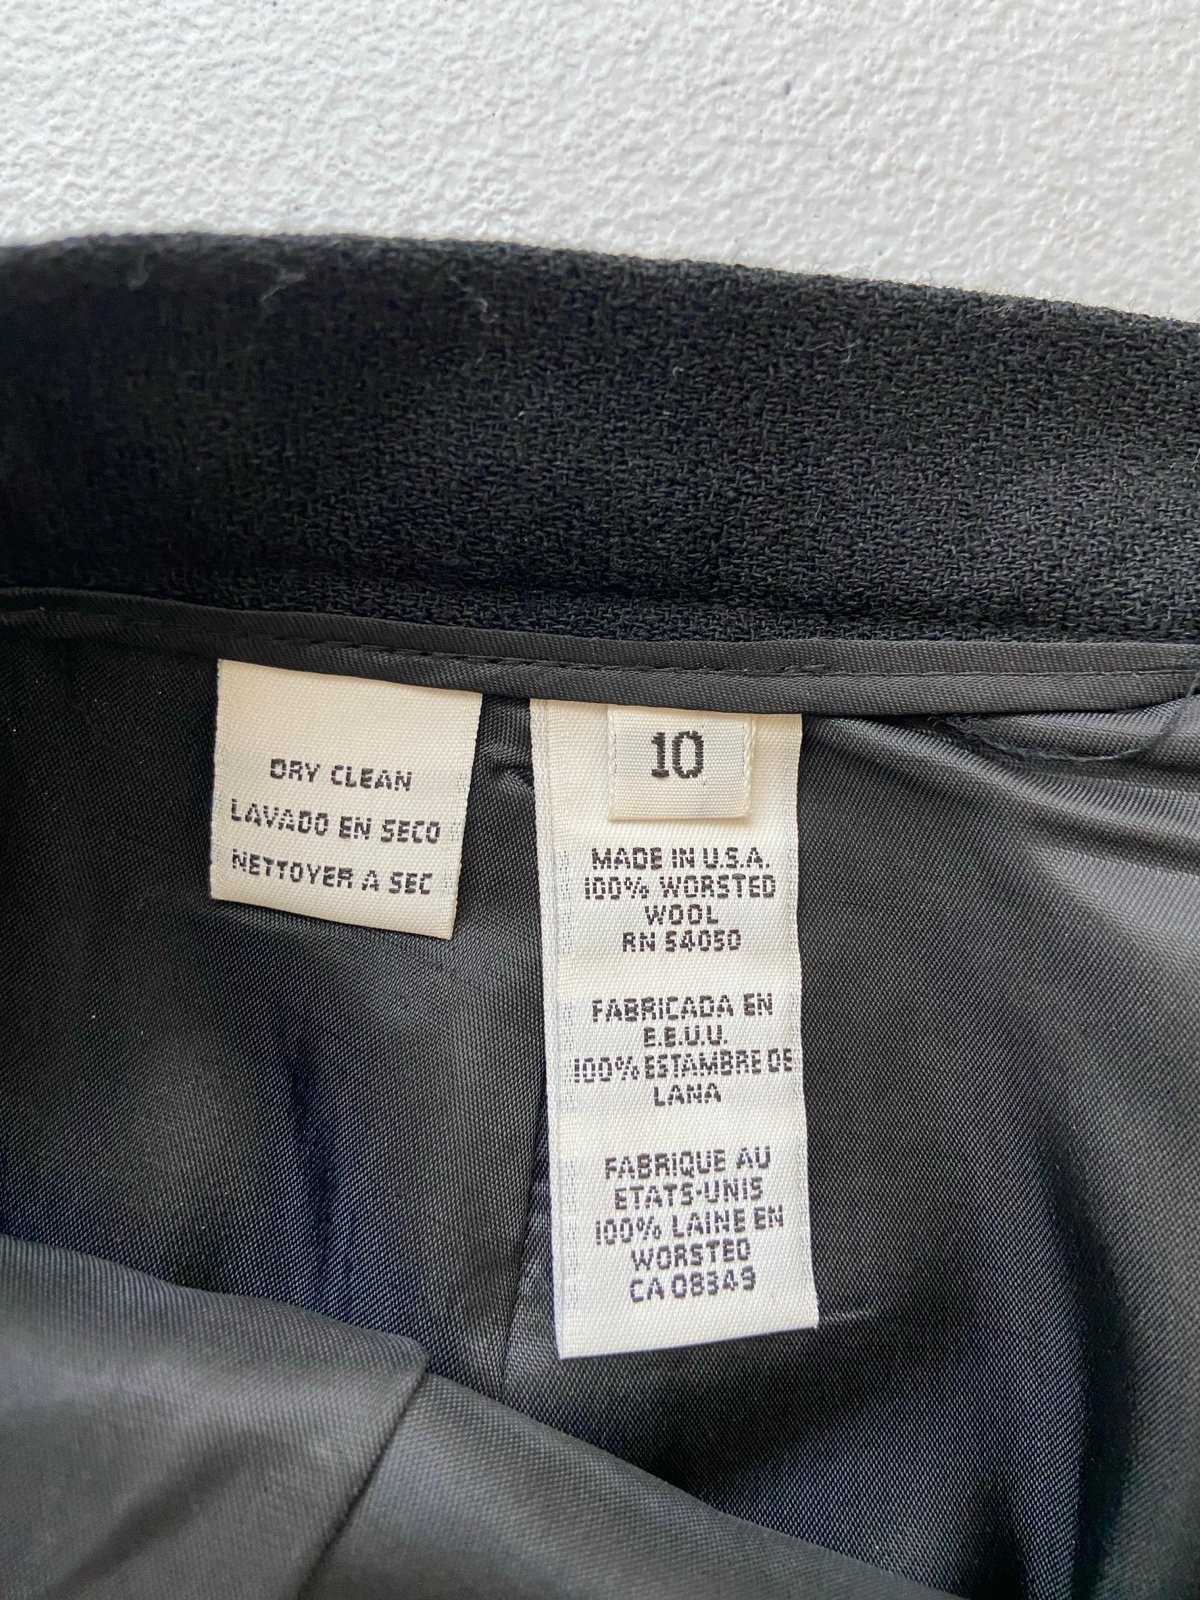 DRY CLEAN
LAVADO EN SECO
NETTOYER A SEC
10
MADE IN U.S.A.
100% WORSTED
WOOL
RN 54050
FABRICADA EN
E.E.U.U.
100% ESTAMBRE DE
LANA
FABRIQUE AU
ETATS-UNIS
100% LAINE EN
WORSTED
CA 08349